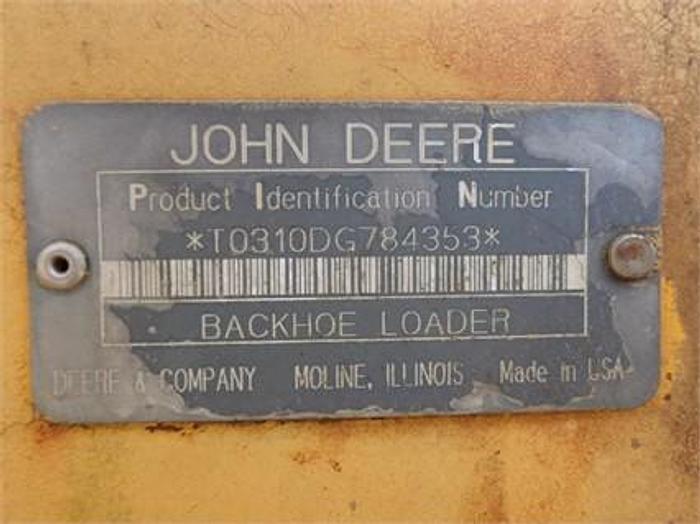 JOHN DEERE
Product Identification Number
*T0310DG784353*
BACKHOE LOADER
DEERE & COMPANY MOLINE, ILLINOIS Made in USA